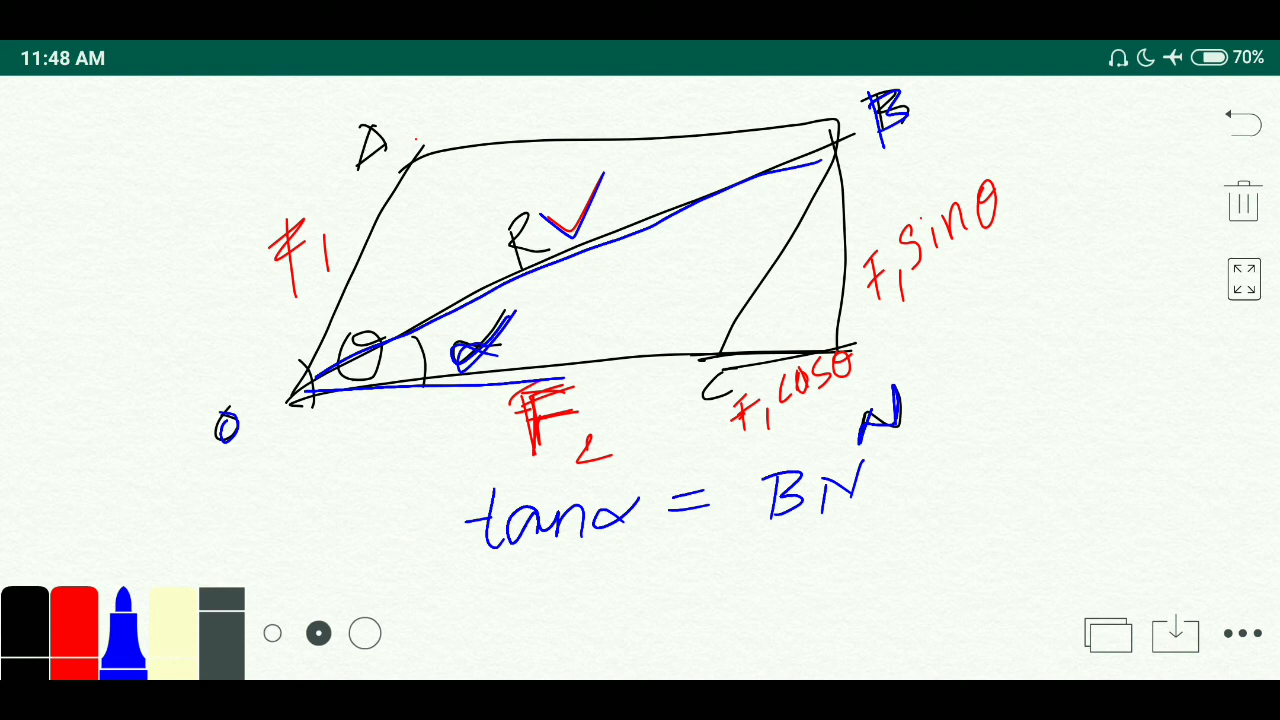 11:48 AM
70%
D
B
F1
R
F1 sinθ
θ
α
O
F2
C
F1 cosθ
N
tanα = BN